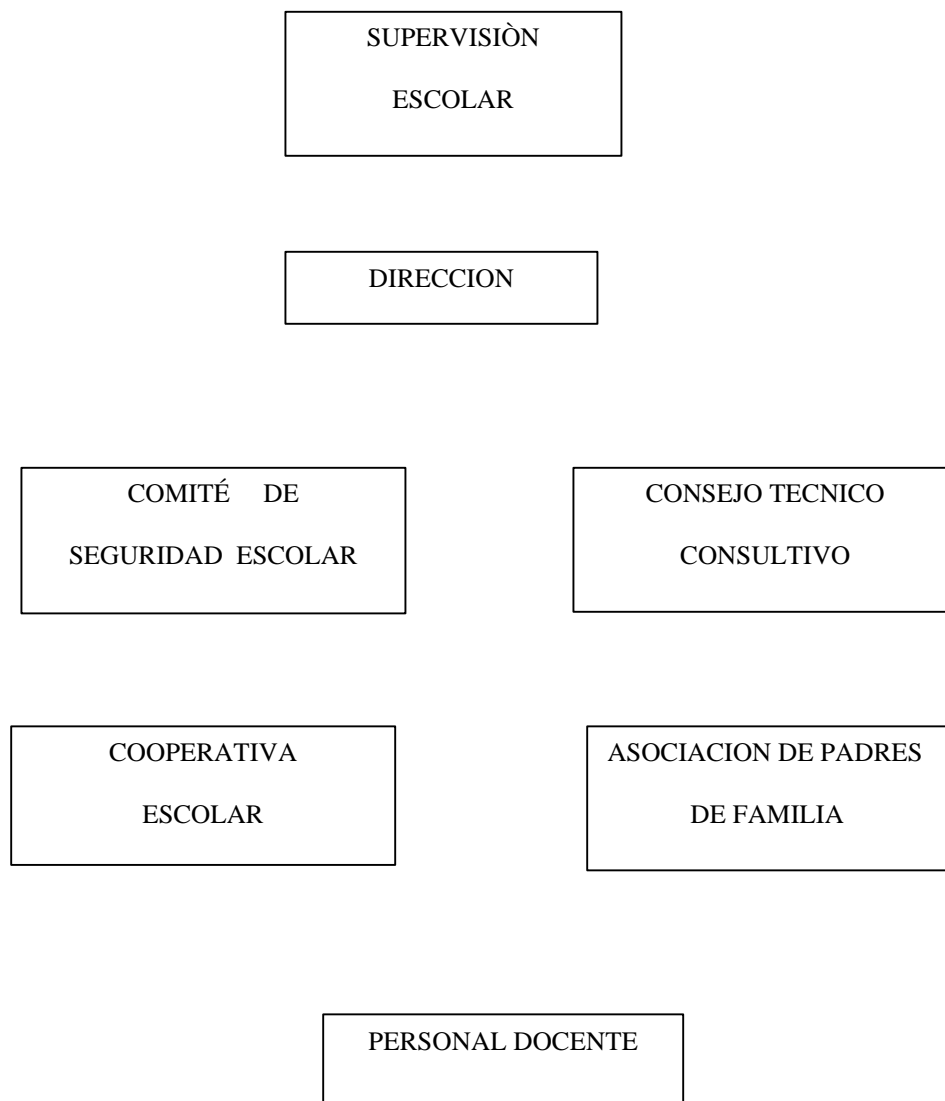 SUPERVISIÒN
ESCOLAR
DIRECCION
COMITÉ DE
SEGURIDAD ESCOLAR
CONSEJO TECNICO
CONSULTIVO
COOPERATIVA
ESCOLAR
ASOCIACION DE PADRES
DE FAMILIA
PERSONAL DOCENTE